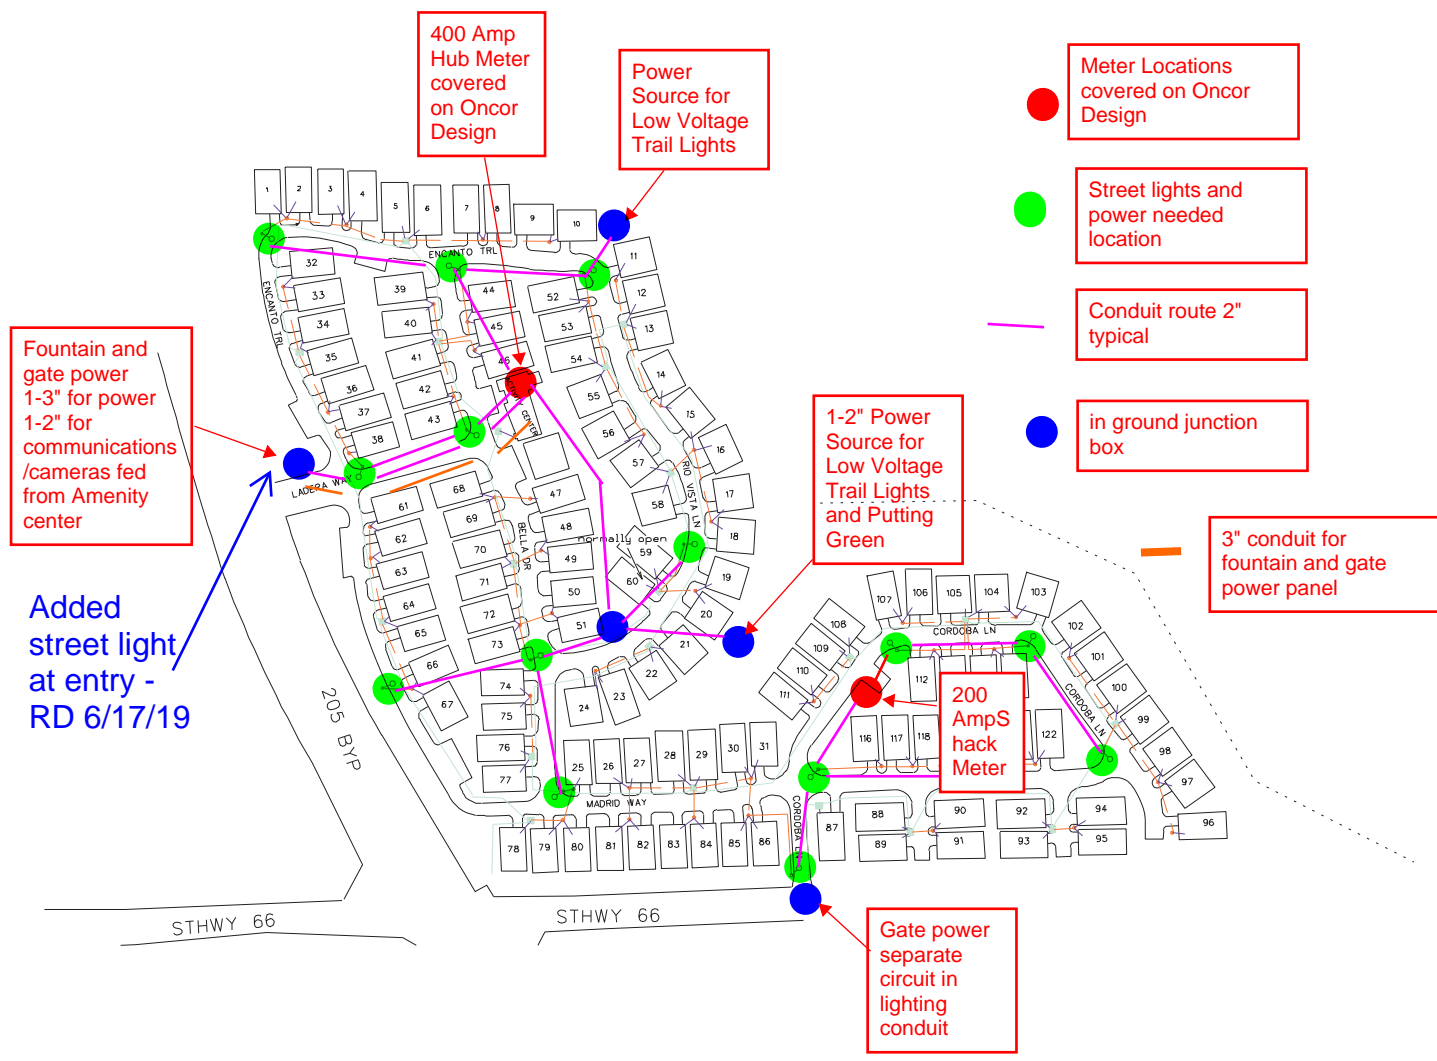 400 Amp
Hub Meter
covered
on Oncor
Design
Power
Source for
Low Voltage
Trail Lights
Meter Locations
covered on Oncor
Design
Street lights and
power needed
location
Conduit route 2"
typical
in ground junction
box
3" conduit for
fountain and gate
power panel
Fountain and
gate power
1-3" for power
1-2" for
communications
/cameras fed
from Amenity
center
1-2" Power
Source for
Low Voltage
Trail Lights
and Putting
Green
Added
street light
at entry -
RD 6/17/19
200
AmpS
hack
Meter
Gate power
separate
circuit in
lighting
conduit
ENCANTO TRL
ENCANTO TRL
LADERA WAY
CENTER
BELLA DR
RIO VISTA LN
normally open
MADRID WAY
CORDOBA LN
CORDOBA LN
CORDOBA LN
205 BYP
STHWY 66
STHWY 66
1
2
3
4
5
6
7
8
9
10
11
12
13
14
15
16
17
18
19
20
21
22
23
24
25
26
27
28
29
30
31
32
33
34
35
36
37
38
39
40
41
42
43
44
45
46
47
48
49
50
51
52
53
54
55
56
57
58
59
60
61
62
63
64
65
66
67
68
69
70
71
72
73
74
75
76
77
78
79
80
81
82
83
84
85
86
87
88
89
90
91
92
93
94
95
96
97
98
99
100
101
102
103
104
105
106
107
108
109
110
111
112
116
117
118
122